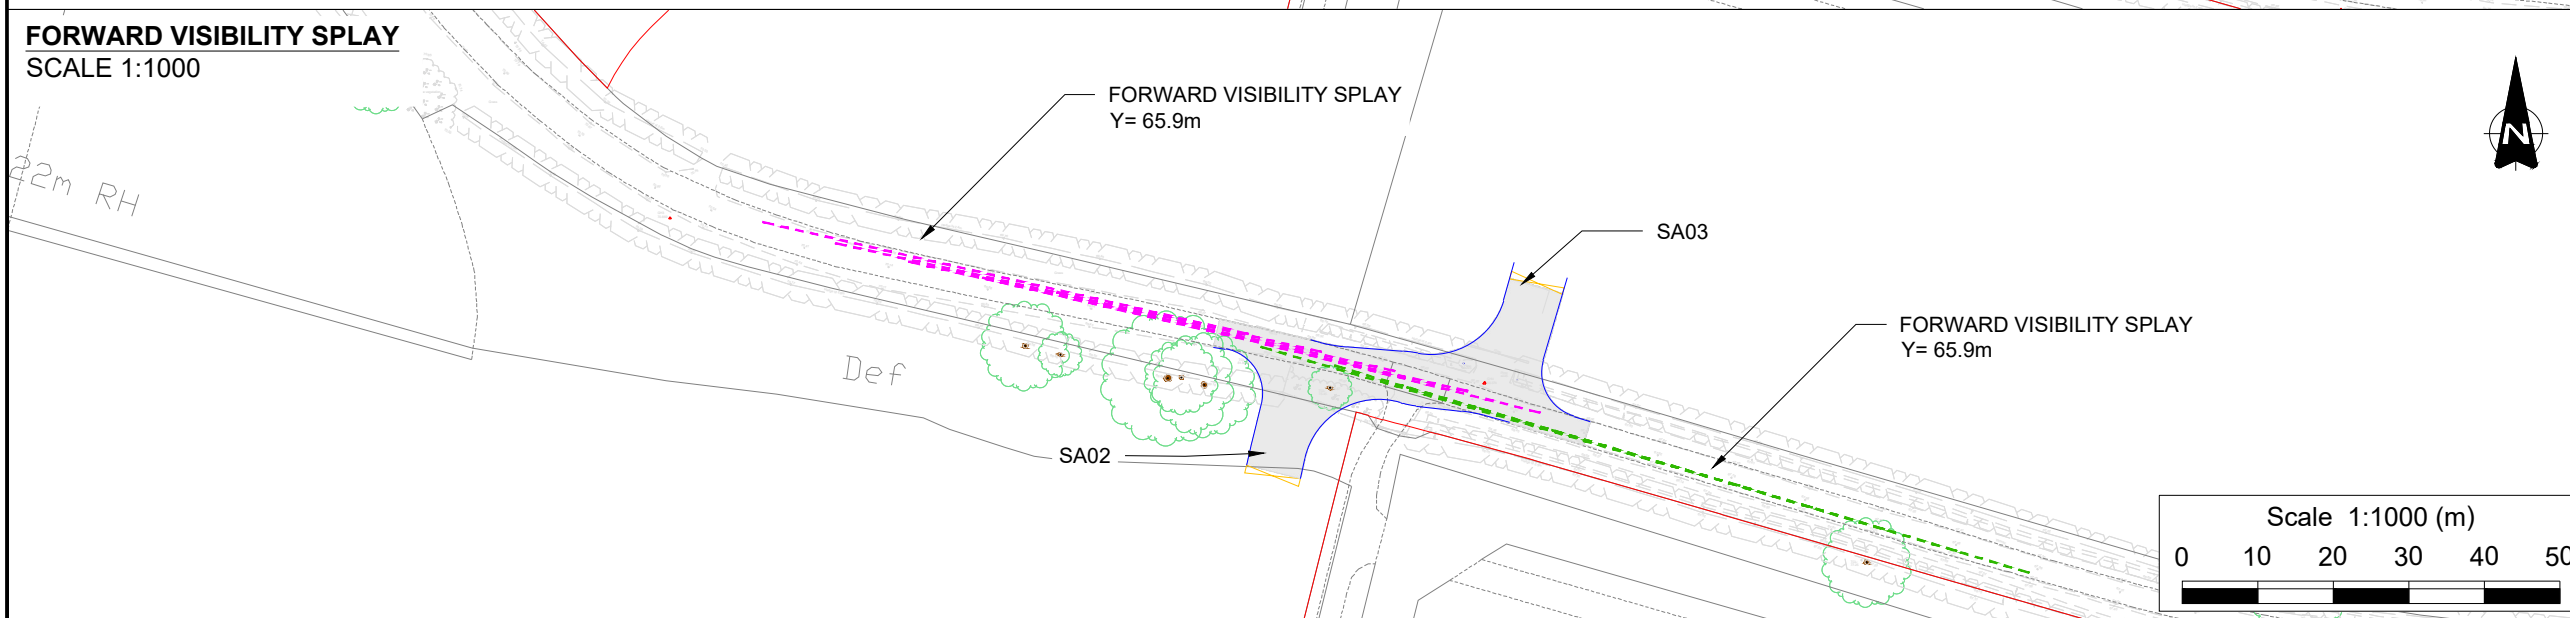 FORWARD VISIBILITY SPLAY
SCALE 1:1000
FORWARD VISIBILITY SPLAY
Y= 65.9m
N
22m RH
SA03
FORWARD VISIBILITY SPLAY
Y= 65.9m
Def
SA02
Scale 1:1000 (m)
0 10 20 30 40 50